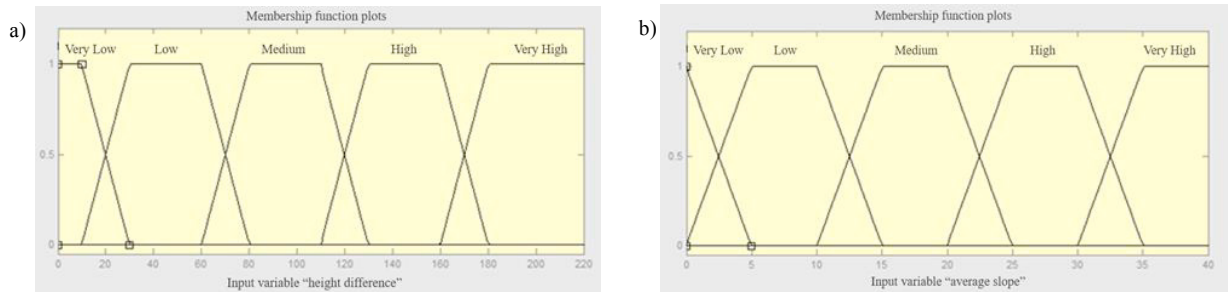 a)
Membership function plots
Very Low Low Medium High Very High
1
0.5
0
0 20 40 60 80 100 120 140 160 180 200 220
Input variable “height difference”
b)
Membership function plots
Very Low Low Medium High Very High
1
0.5
0
0 5 10 15 20 25 30 35 40
Input variable “average slope”